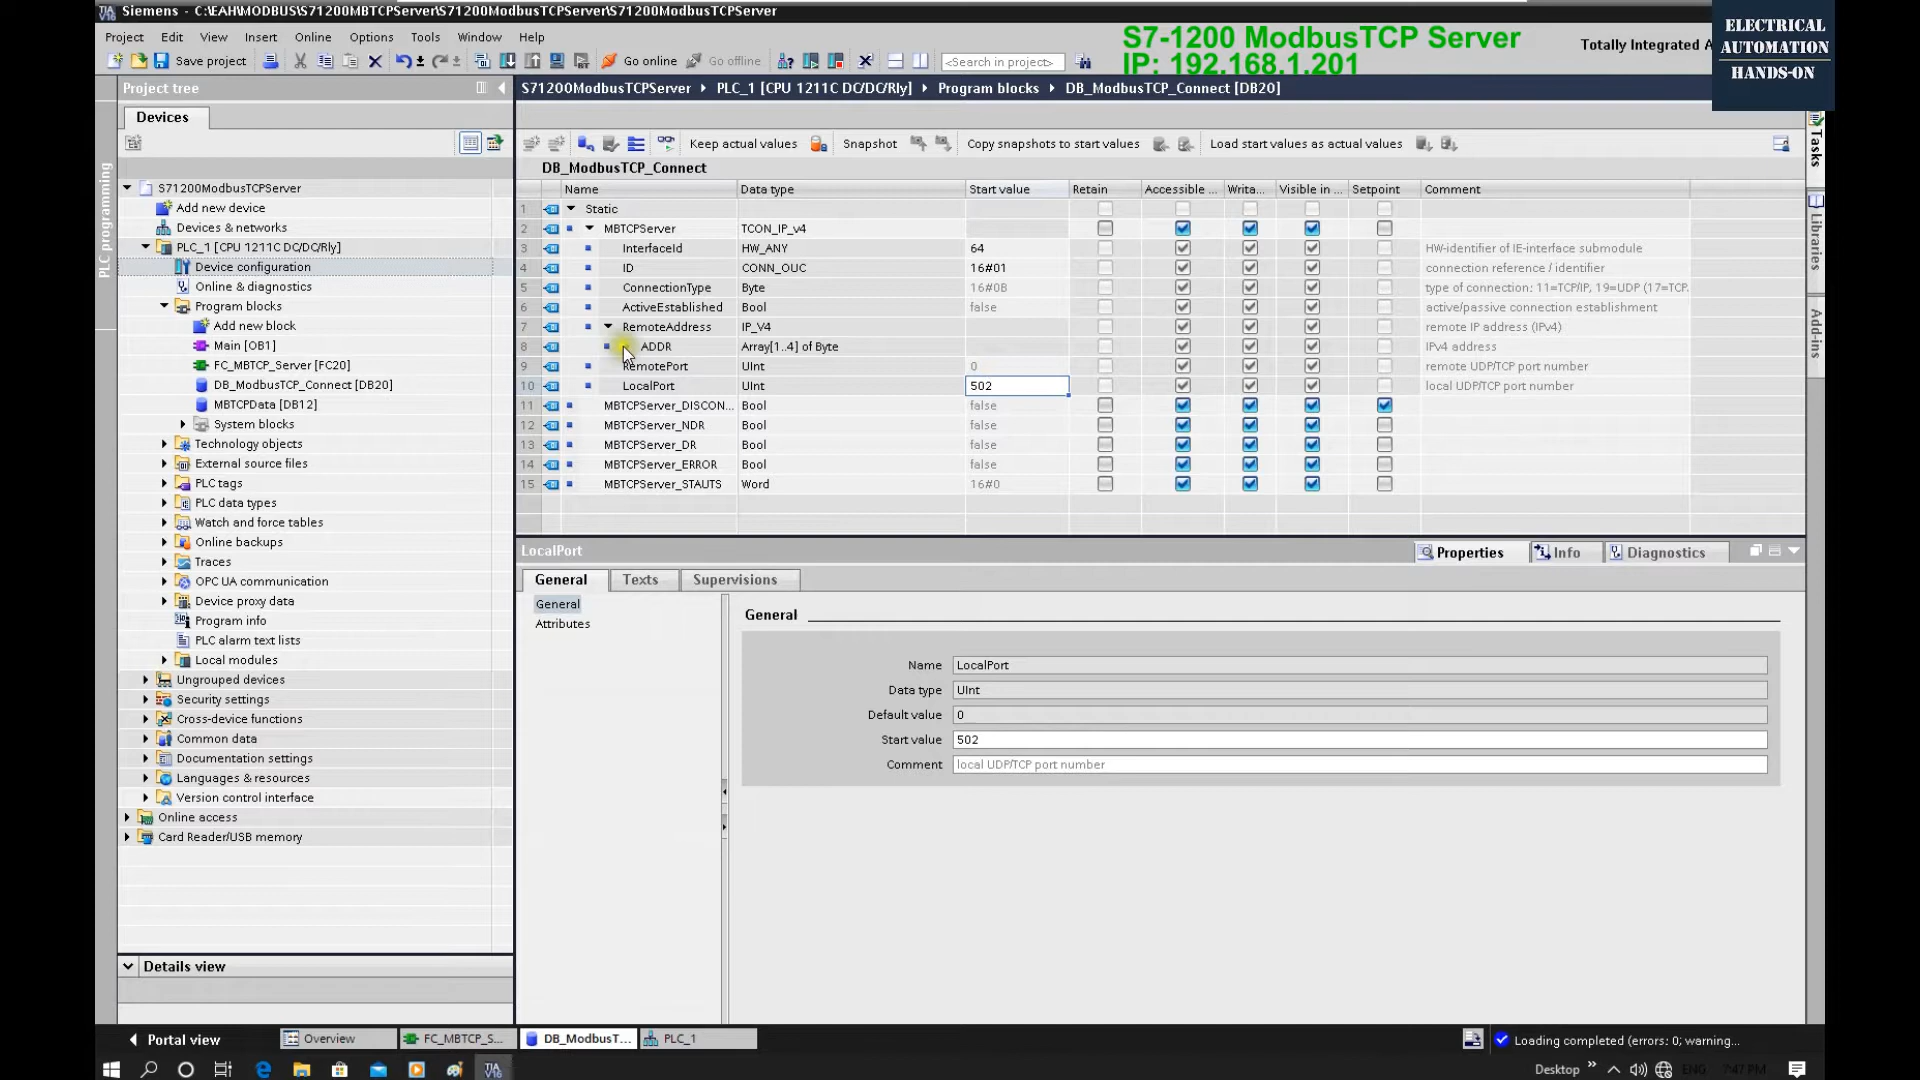 Siemens - C:\EAH\MODBUS\S71200MBTCPServer\S71200ModbusTCPServer\S71200ModbusTCPServer
Project Edit View Insert Online Options Tools Window Help
S7-1200 ModbusTCP Server
IP: 192.168.1.201
Totally Integrated A
ELECTRICAL
AUTOMATION
HANDS-ON
Save project
Go online
Go offline
<Search in project>
Project tree
S71200ModbusTCPServer PLC_1 [CPU 1211C DC/DC/Rly] Program blocks DB_ModbusTCP_Connect [DB20]
Devices
PLC programming
S71200ModbusTCPServer
Add new device
Devices & networks
PLC_1 [CPU 1211C DC/DC/Rly]
Device configuration
Online & diagnostics
Program blocks
Add new block
Main [OB1]
FC_MBTCP_Server [FC20]
DB_ModbusTCP_Connect [DB20]
MBTCPData [DB12]
System blocks
Technology objects
External source files
PLC tags
PLC data types
Watch and force tables
Online backups
Traces
OPC UA communication
Device proxy data
Program info
PLC alarm text lists
Local modules
Ungrouped devices
Security settings
Cross-device functions
Common data
Documentation settings
Languages & resources
Version control interface
Online access
Card Reader/USB memory
Details view
Keep actual values Snapshot Copy snapshots to start values Load start values as actual values
DB_ModbusTCP_Connect
Name Data type Start value Retain Accessible ... Writa... Visible in ... Setpoint Comment
1 Static
2 MBTCPServer TCON_IP_v4
3 InterfaceId HW_ANY 64 HW-identifier of IE-interface submodule
4 ID CONN_OUC 16#01 connection reference / identifier
5 ConnectionType Byte 16#0B type of connection: 11=TCP/IP, 19=UDP (17=TCP.
6 ActiveEstablished Bool false active/passive connection establishment
7 RemoteAddress IP_V4 remote IP address (IPv4)
8 ADDR Array[1..4] of Byte IPv4 address
9 RemotePort UInt 0 remote UDP/TCP port number
10 LocalPort UInt 502 local UDP/TCP port number
11 MBTCPServer_DISCON... Bool false
12 MBTCPServer_NDR Bool false
13 MBTCPServer_DR Bool false
14 MBTCPServer_ERROR Bool false
15 MBTCPServer_STAUTS Word 16#0
Tasks
Libraries
Add-ins
LocalPort
Properties Info Diagnostics
General Texts Supervisions
General
Attributes
General
Name LocalPort
Data type UInt
Default value 0
Start value 502
Comment local UDP/TCP port number
Portal view Overview FC_MBTCP_S... DB_ModbusT... PLC_1 Loading completed (errors: 0; warning...
Desktop ENG 7:47 PM